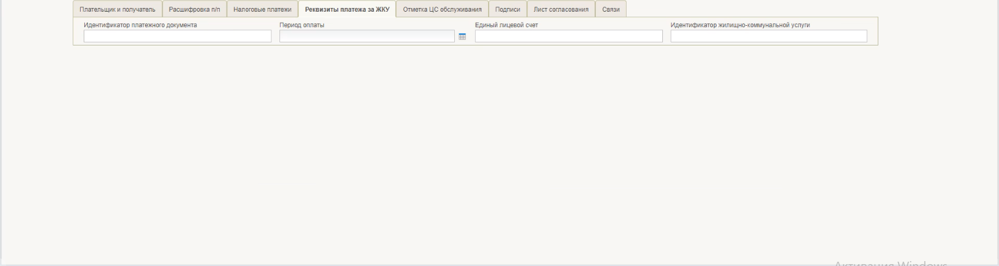 Плательщик и получатель Расшифровка п/п Налоговые платежи Реквизиты платежа за ЖКУ Отметка ЦС обслуживания Подписи Лист согласования Связи
Идентификатор платежного документа Период оплаты Единый лицевой счет Идентификатор жилищно-коммунальной услуги
Активация Windows